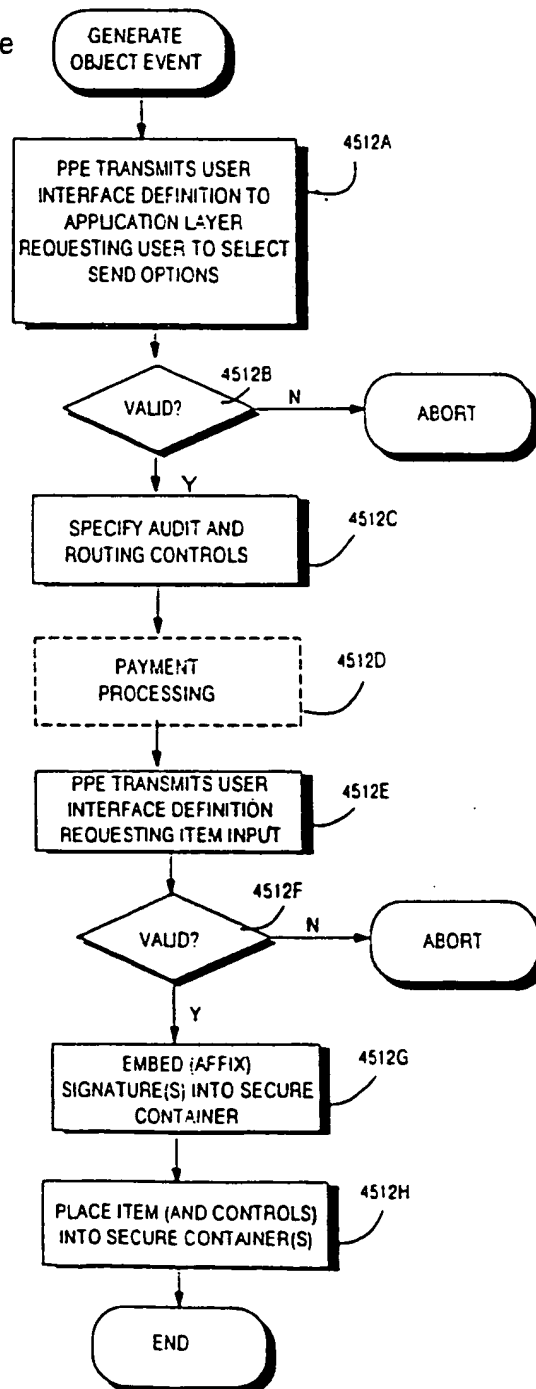 e
GENERATE
OBJECT EVENT
4512A
PPE TRANSMITS USER
INTERFACE DEFINITION TO
APPLICATION LAYER
REQUESTING USER TO SELECT
SEND OPTIONS
4512B
VALID?
N
ABORT
Y
4512C
SPECIFY AUDIT AND
ROUTING CONTROLS
4512D
PAYMENT
PROCESSING
4512E
PPE TRANSMITS USER
INTERFACE DEFINITION
REQUESTING ITEM INPUT
4512F
VALID?
N
ABORT
Y
4512G
EMBED (AFFIX)
SIGNATURE(S) INTO SECURE
CONTAINER
4512H
PLACE ITEM (AND CONTROLS)
INTO SECURE CONTAINER(S)
END